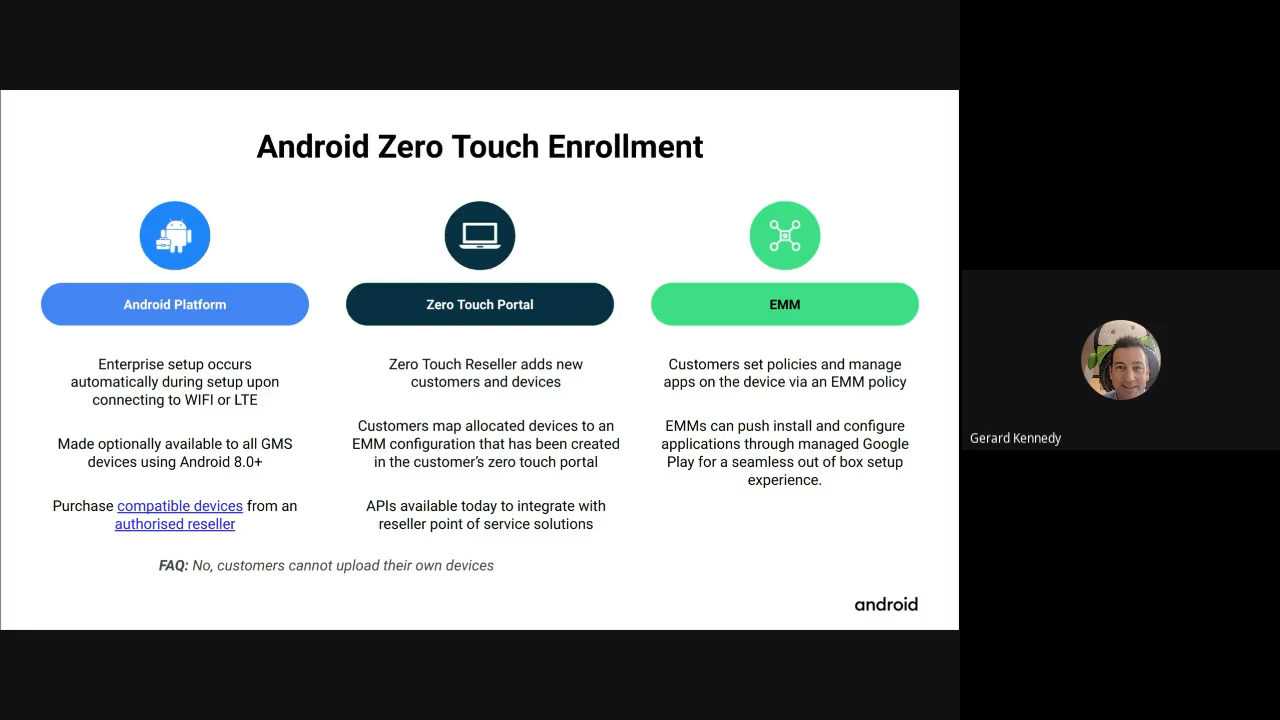 Android Zero Touch Enrollment
Android Platform
Enterprise setup occurs
automatically during setup upon
connecting to WIFI or LTE
Made optionally available to all GMS
devices using Android 8.0+
Purchase compatible devices from an
authorised reseller
Zero Touch Portal
Zero Touch Reseller adds new
customers and devices
Customers map allocated devices to an
EMM configuration that has been created
in the customer’s zero touch portal
APIs available today to integrate with
reseller point of service solutions
EMM
Customers set policies and manage
apps on the device via an EMM policy
EMMs can push install and configure
applications through managed Google
Play for a seamless out of box setup
experience.
FAQ: No, customers cannot upload their own devices
android
Gerard Kennedy